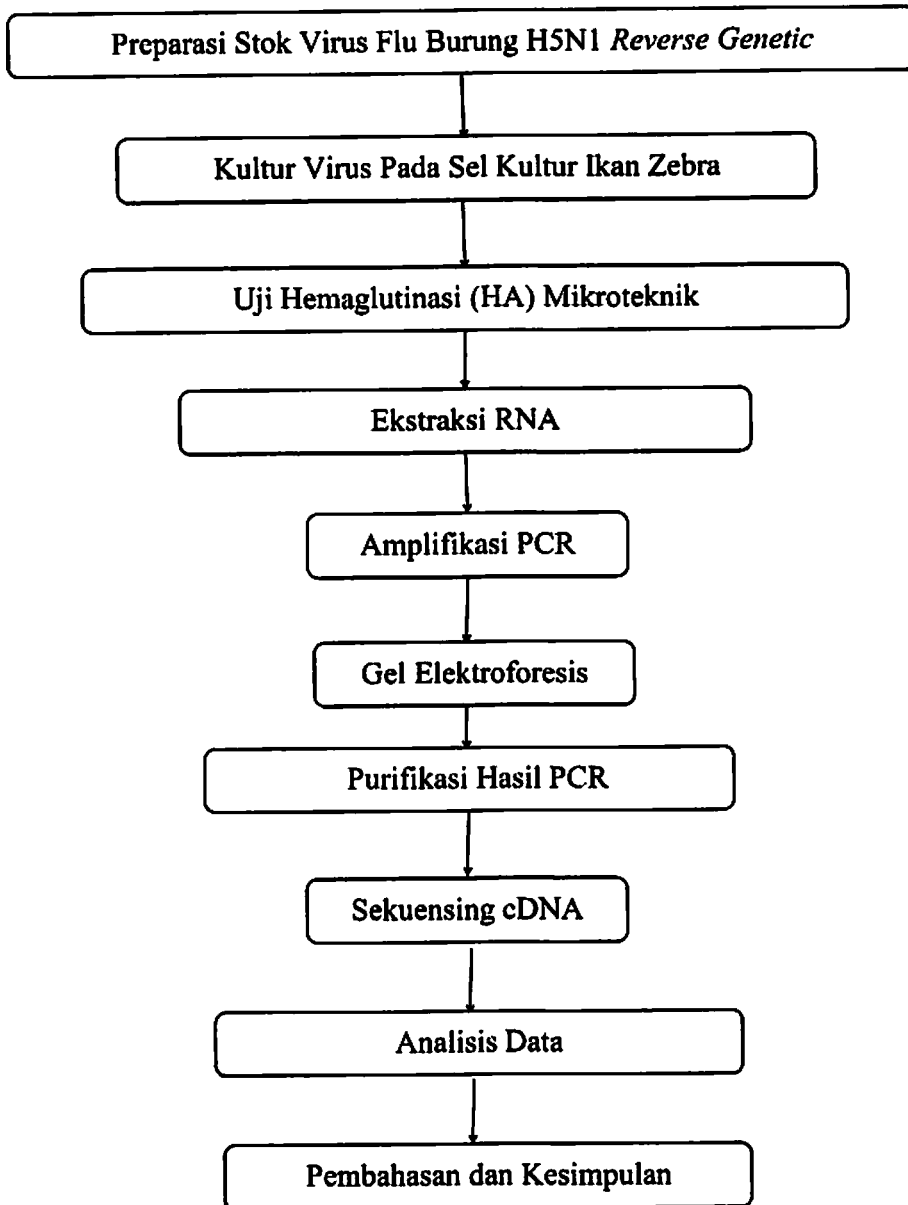 Preparasi Stok Virus Flu Burung H5N1 Reverse Genetic
Kultur Virus Pada Sel Kultur Ikan Zebra
Uji Hemaglutinasi (HA) Mikroteknik
Ekstraksi RNA
Amplifikasi PCR
Gel Elektroforesis
Purifikasi Hasil PCR
Sekuensing cDNA
Analisis Data
Pembahasan dan Kesimpulan